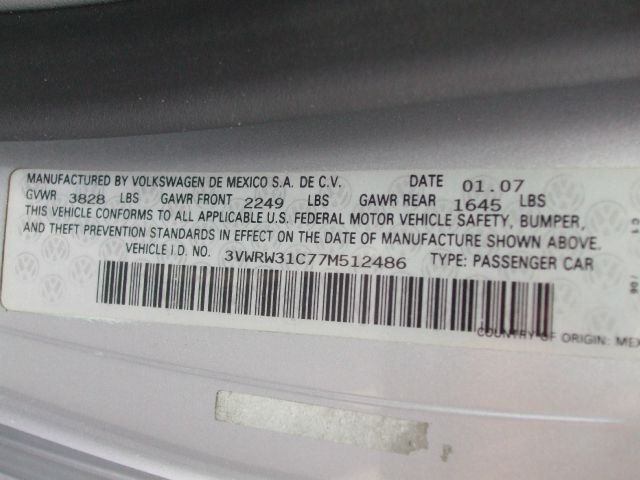 MANUFACTURED BY VOLKSWAGEN DE MEXICO S.A. DE C.V. DATE 01.07
GVWR 3828 LBS GAWR FRONT 2249 LBS GAWR REAR 1645 LBS
THIS VEHICLE CONFORMS TO ALL APPLICABLE U.S. FEDERAL MOTOR VEHICLE SAFETY, BUMPER,
AND THEFT PREVENTION STANDARDS IN EFFECT ON THE DATE OF MANUFACTURE SHOWN ABOVE.
VEHICLE I D. NO. 3VWRW31C77M512486 TYPE: PASSENGER CAR
COUNTRY OF ORIGIN: MEX